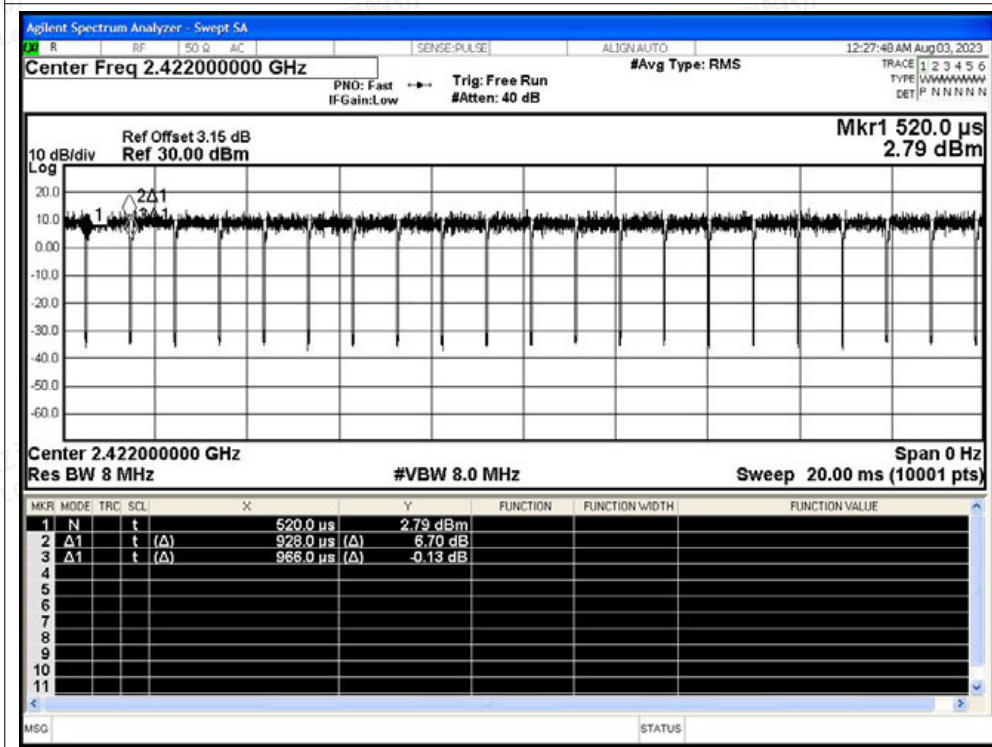 Agilent Spectrum Analyzer - Swept SA
LXI R RF 50 Ω AC SENSE:PULSE ALIGN AUTO 12:27:48 AM Aug 03, 2023
Center Freq 2.422000000 GHz #Avg Type: RMS TRACE 1 2 3 4 5 6
PNO: Fast Trig: Free Run TYPE WWWWWW
IFGain:Low #Atten: 40 dB DET P N N N N N
Mkr1 520.0 µs
Ref Offset 3.15 dB
10 dB/div Ref 30.00 dBm 2.79 dBm
Log
20.0
2Δ1
10.0
1 3Δ1
0.00
-10.0
-20.0
-30.0
-40.0
-50.0
-60.0
Center 2.422000000 GHz Span 0 Hz
Res BW 8 MHz #VBW 8.0 MHz Sweep 20.00 ms (10001 pts)
MKR MODE TRC SCL X Y FUNCTION FUNCTION WIDTH FUNCTION VALUE
1 N t 520.0 µs 2.79 dBm
2 Δ1 t (Δ) 928.0 µs (Δ) 6.70 dB
3 Δ1 t (Δ) 966.0 µs (Δ) -0.13 dB
4
5
6
7
8
9
10
11
MSG STATUS